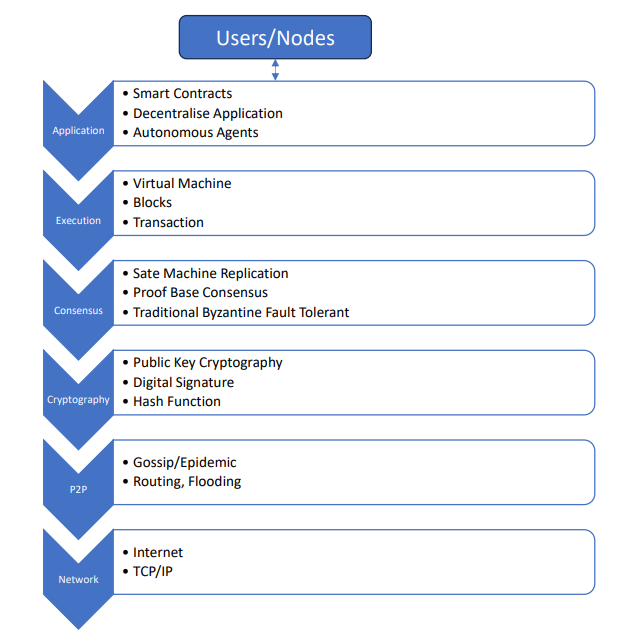 Users/Nodes
Application
• Smart Contracts
• Decentralise Application
• Autonomous Agents
Execution
• Virtual Machine
• Blocks
• Transaction
Consensus
• Sate Machine Replication
• Proof Base Consensus
• Traditional Byzantine Fault Tolerant
Cryptography
• Public Key Cryptography
• Digital Signature
• Hash Function
P2P
• Gossip/Epidemic
• Routing, Flooding
Network
• Internet
• TCP/IP